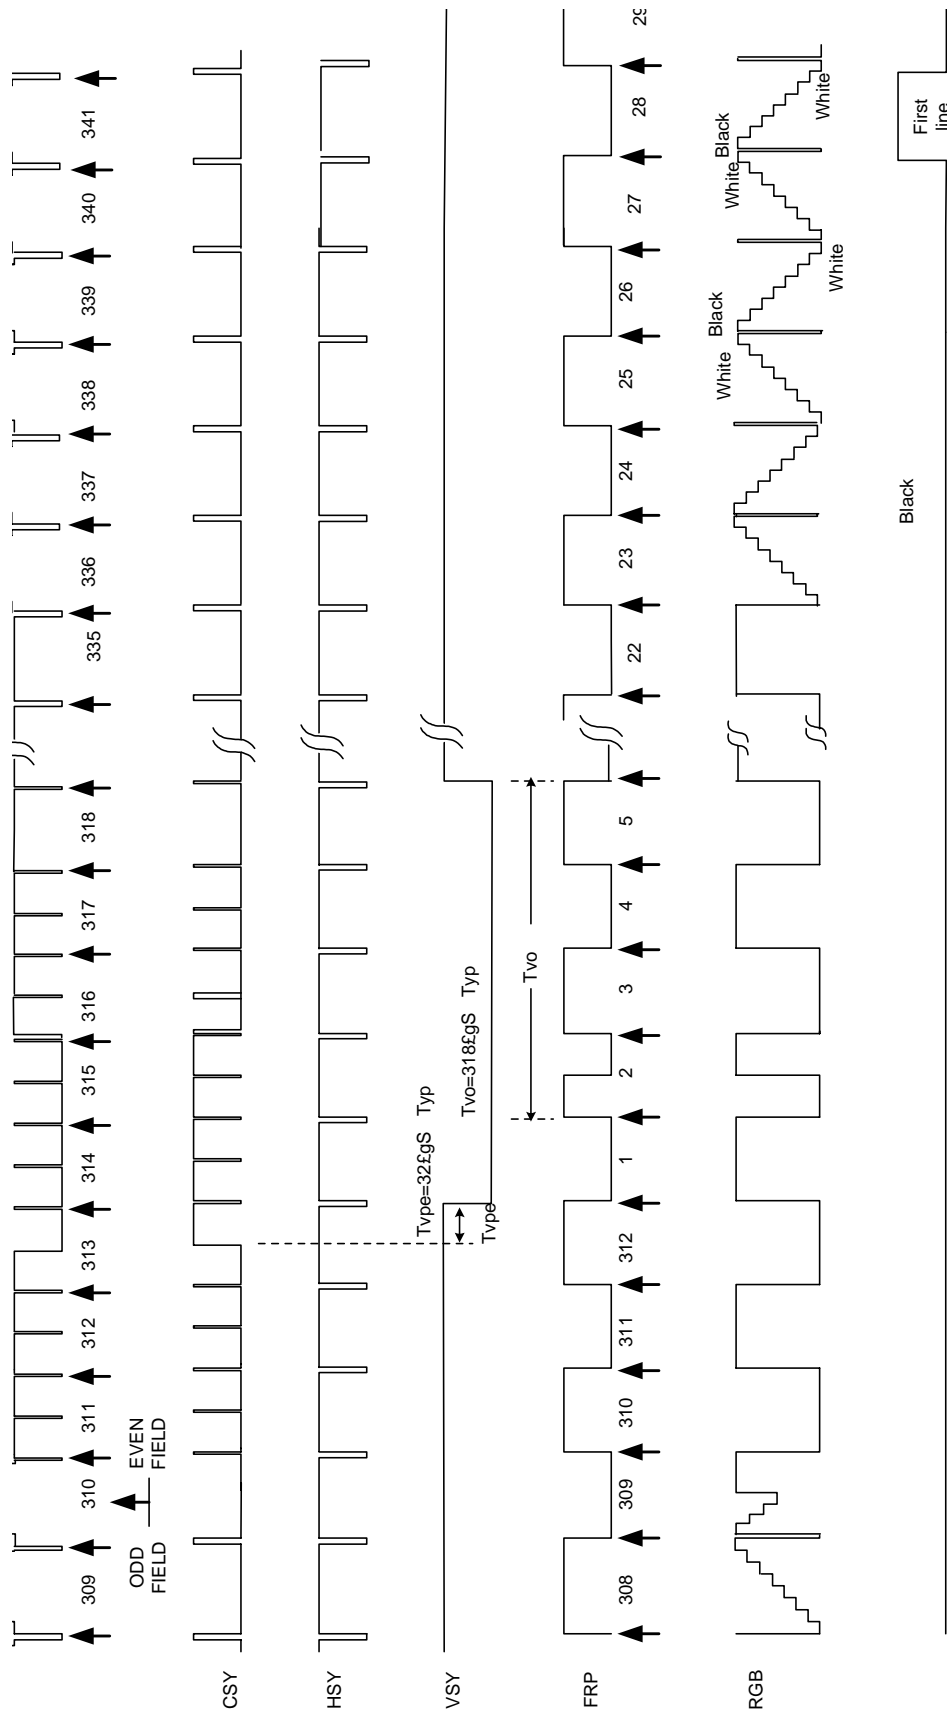 309 310 311 312 313 314 315 316 317 318 335 336 337 338 339 340 341
ODD EVEN
FIELD FIELD
CSY
HSY
Tvpe=32£gS Typ
VSY
Tvo=318£gS Typ
Tvpe
Tvo
FRP
308 309 310 311 312 1 2 3 4 5 22 23 24 25 26 27 28 29
White Black White Black
RGB
White White
Black
First
line